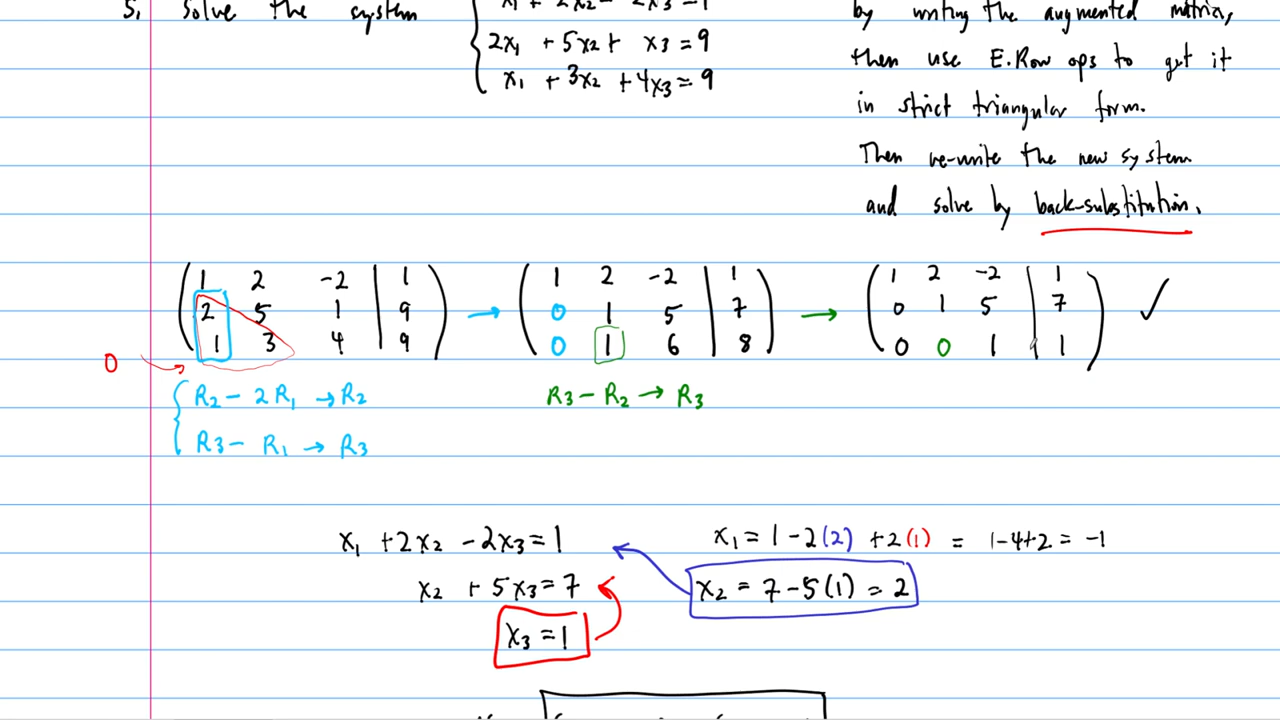 5. Solve the system
x₁ + 2x₂ - 2x₃ = 1
2x₁ + 5x₂ + x₃ = 9
x₁ + 3x₂ + 4x₃ = 9
by writing the augmented matrix,
then use E.Row ops to get it
in strict triangular form.
Then re-write the new system
and solve by back-substitution.
( 1 2 -2 | 1 ) ( 1 2 -2 | 1 ) ( 1 2 -2 | 1 )
( 2 5 1 | 9 ) → ( 0 1 5 | 7 ) → ( 0 1 5 | 7 ) ✓
( 1 3 4 | 9 ) ( 0 1 6 | 8 ) ( 0 0 1 | 1 )
0
R₂ - 2R₁ → R₂
R₃ - R₁ → R₃
R₃ - R₂ → R₃
x₁ + 2x₂ - 2x₃ = 1
x₁ = 1 - 2(2) + 2(1) = 1-4+2 = -1
x₂ + 5x₃ = 7
x₂ = 7 - 5(1) = 2
x₃ = 1